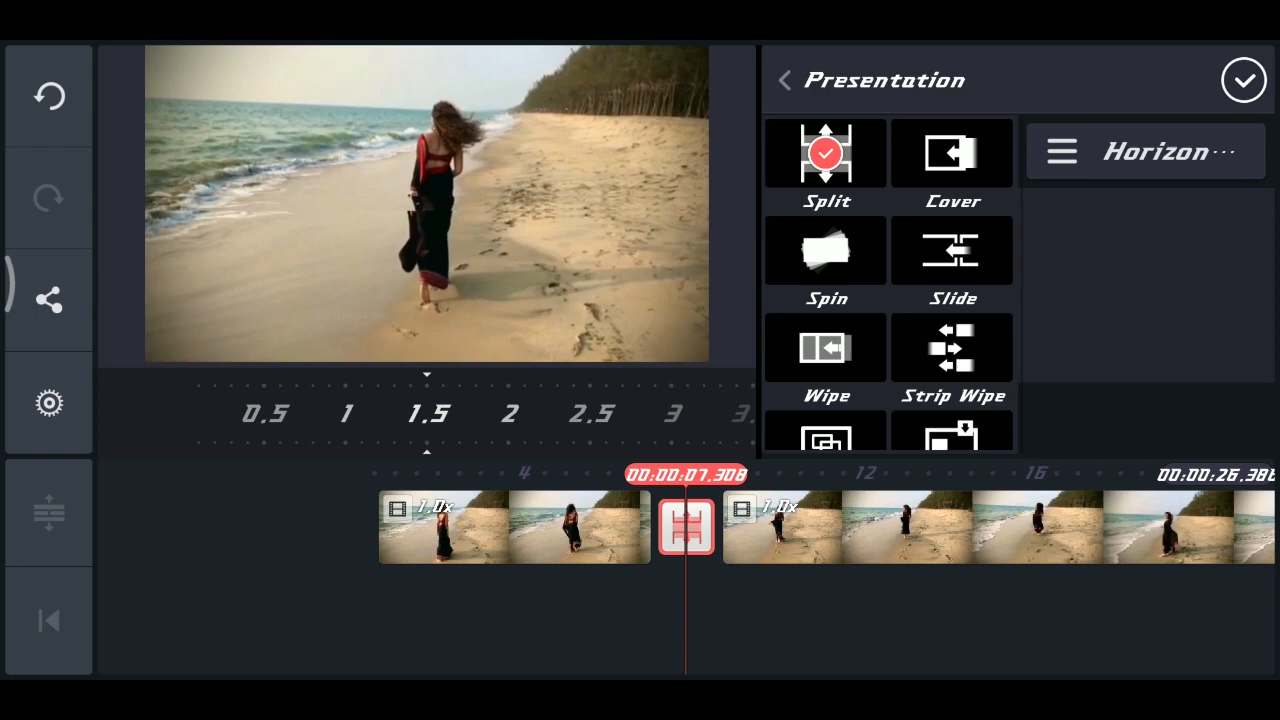 Presentation
Horizon...
Split
Cover
Spin
Slide
Wipe
Strip Wipe
0.5 1 1.5 2 2.5 3 3.
4 00:00:07.308 12 16 00:00:26.38
1.0x 1.0x